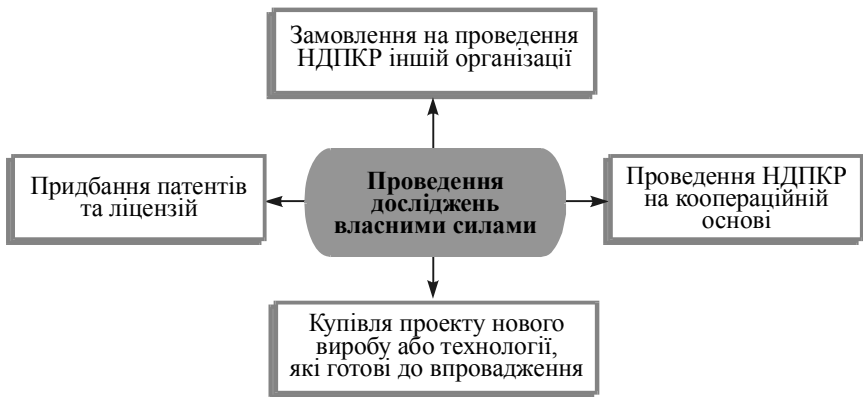 Замовлення на проведення
НДПКР іншій організації
Придбання патентів
та ліцензій
Проведення
досліджень
власними силами
Проведення НДПКР
на коопераційній
основі
Купівля проекту нового
виробу або технології,
які готові до впровадження